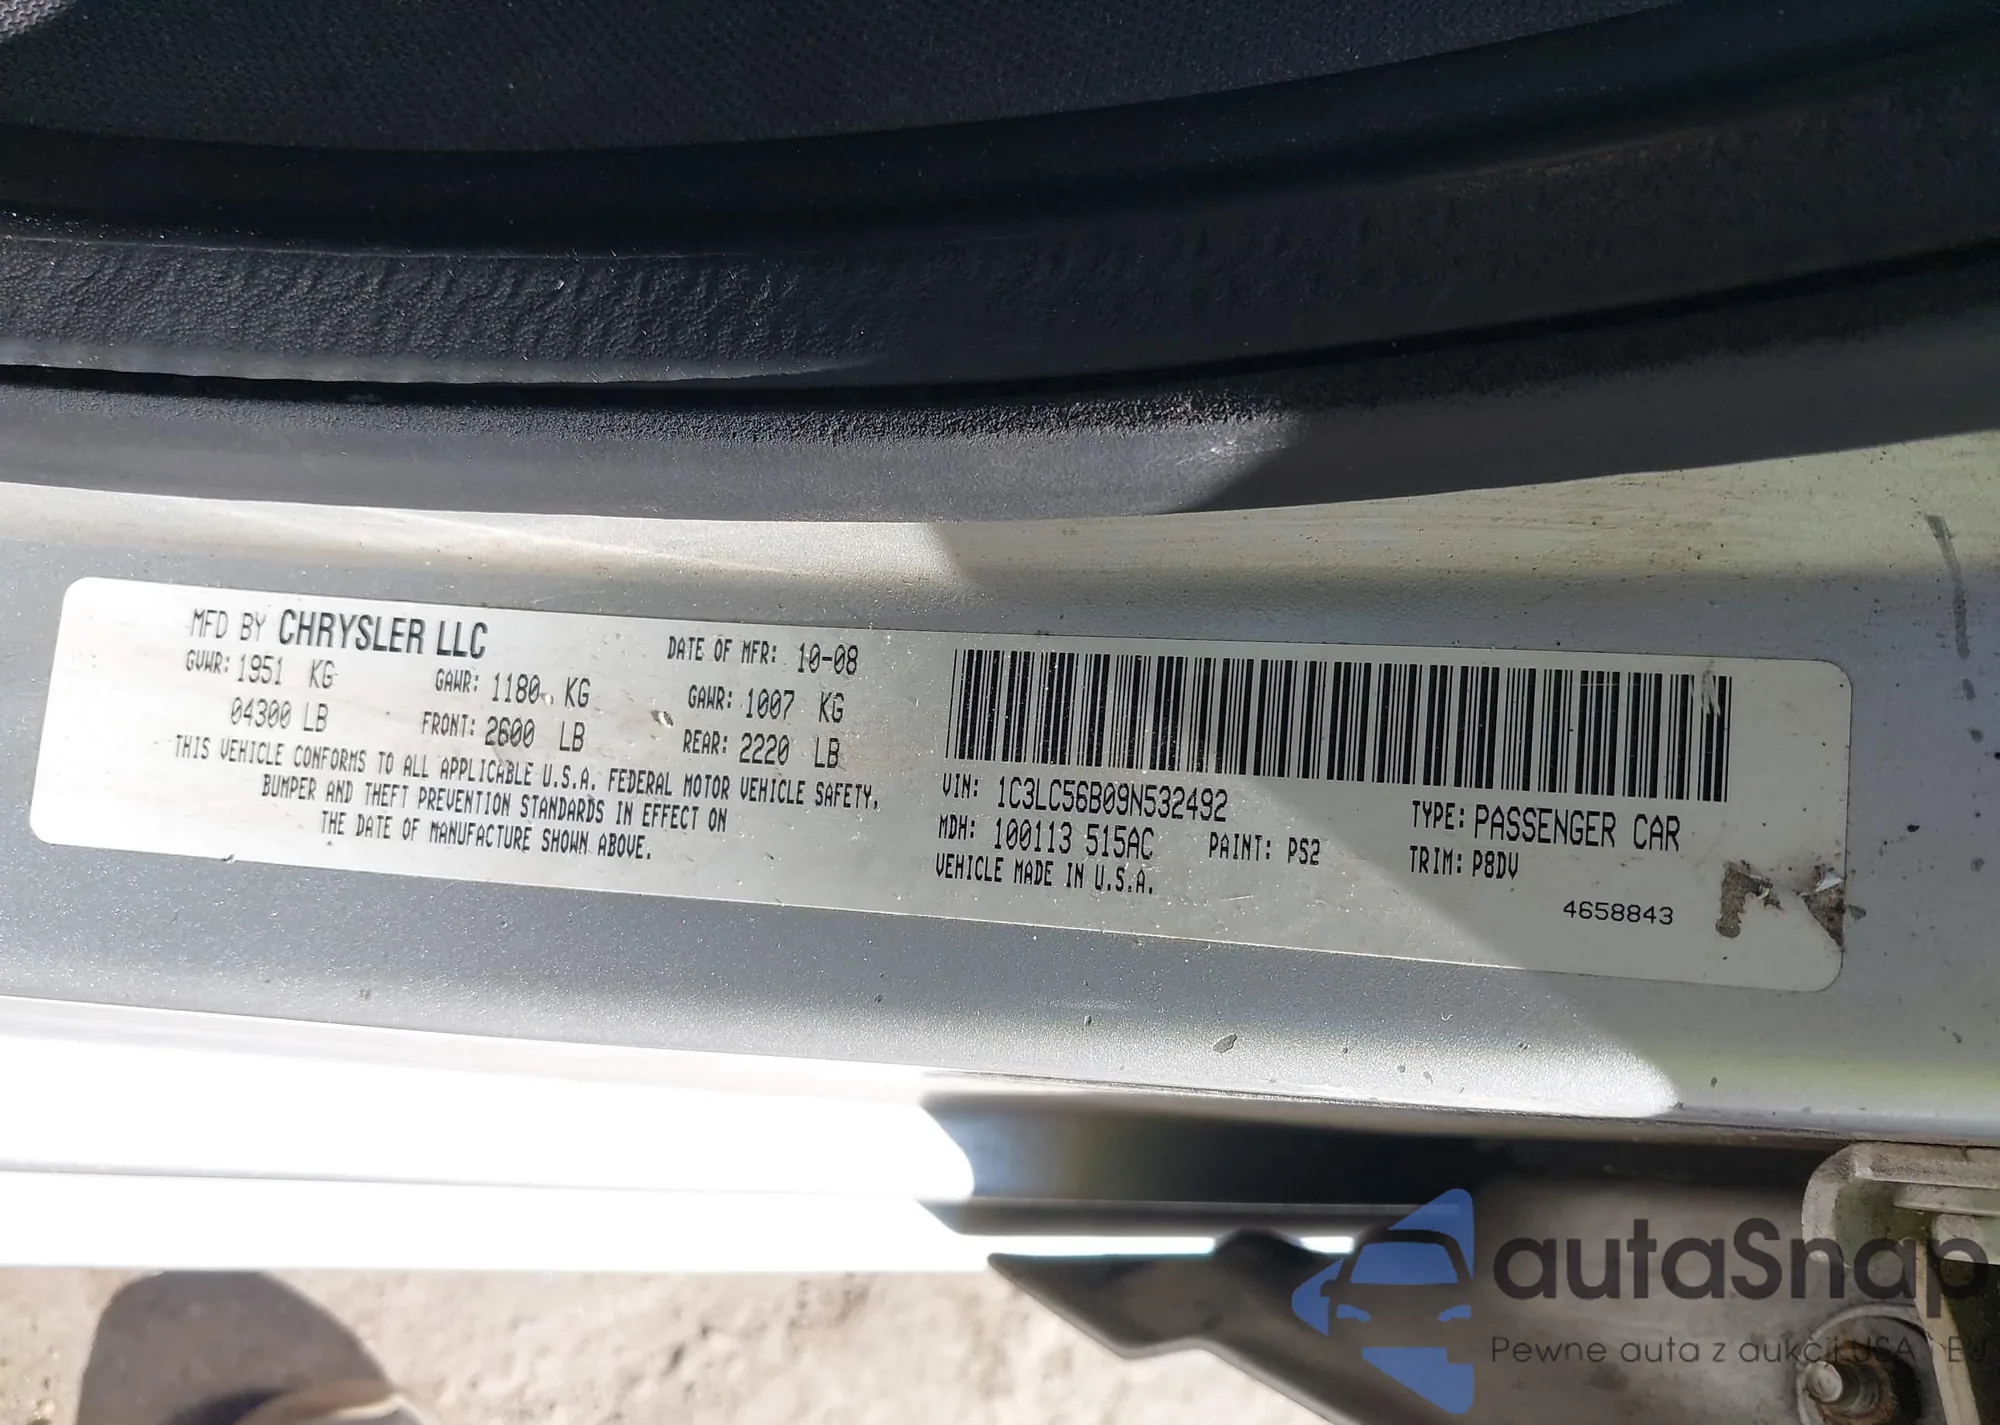 MFD BY CHRYSLER LLC
DATE OF MFR: 10-08
GVWR: 1951 KG
GAWR: 1180 KG
GAWR: 1007 KG
04300 LB
FRONT: 2600 LB
REAR: 2220 LB
THIS VEHICLE CONFORMS TO ALL APPLICABLE U.S.A. FEDERAL MOTOR VEHICLE SAFETY,
BUMPER AND THEFT PREVENTION STANDARDS IN EFFECT ON
THE DATE OF MANUFACTURE SHOWN ABOVE.
VIN: 1C3LC56B09N532492
TYPE: PASSENGER CAR
MDH: 100113 515AC
PAINT: PS2
TRIM: P8DV
VEHICLE MADE IN U.S.A.
4658843
autaSnap
Pewne auta z aukcji USA i EU